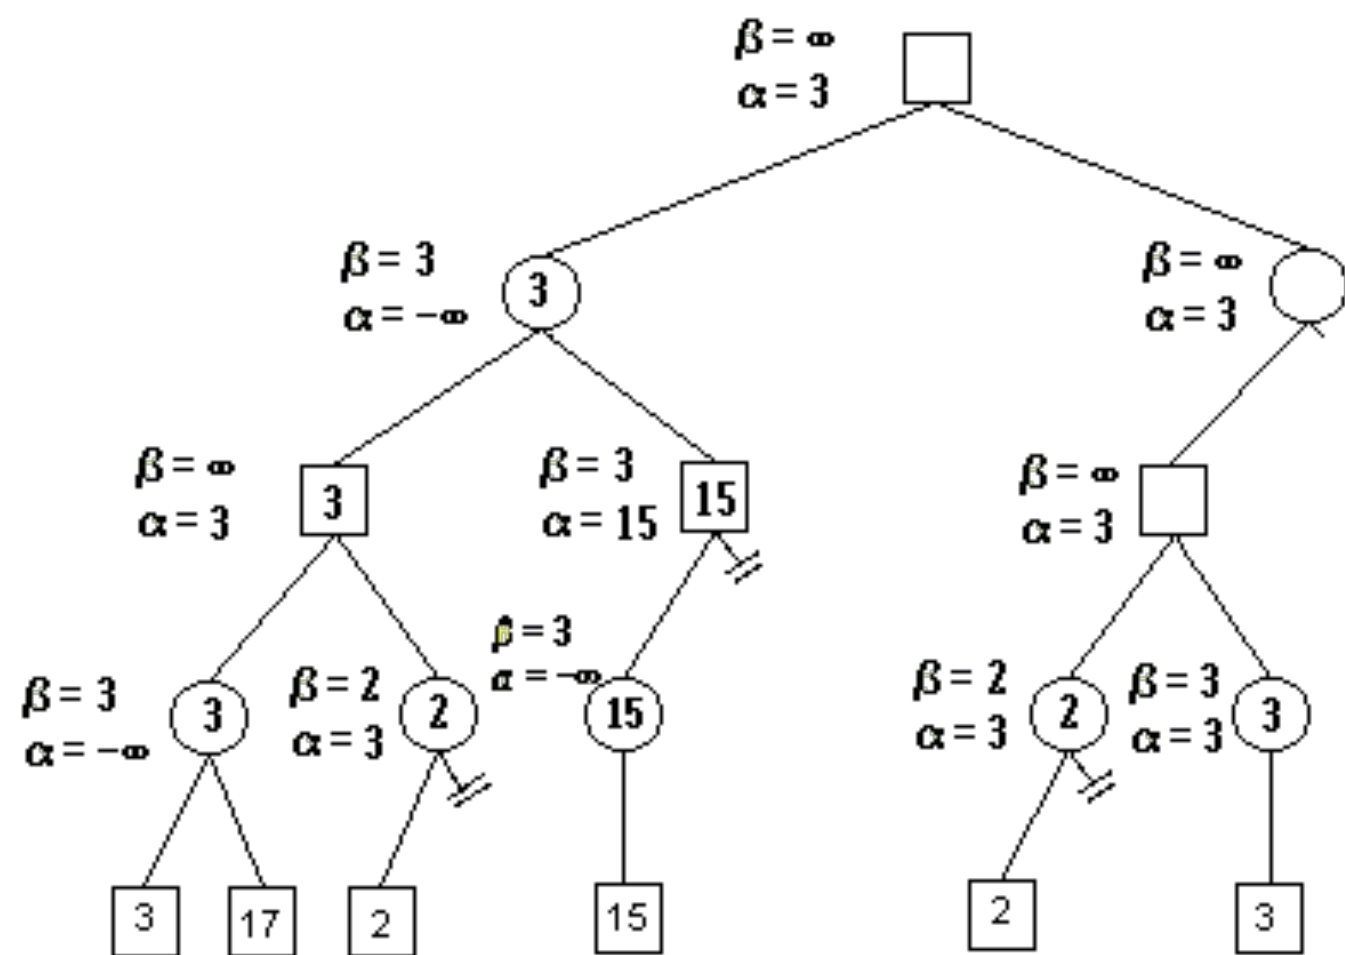 β = ∞
α = 3
β = 3
α = -∞
3
β = ∞
α = 3
β = ∞
α = 3
3
β = 3
α = 15
15
β = ∞
α = 3
β = 3
α = -∞
3
β = 2
α = 3
2
β = 3
α = -∞
15
β = 2
α = 3
2
β = 3
α = 3
3
3
17
2
15
2
3